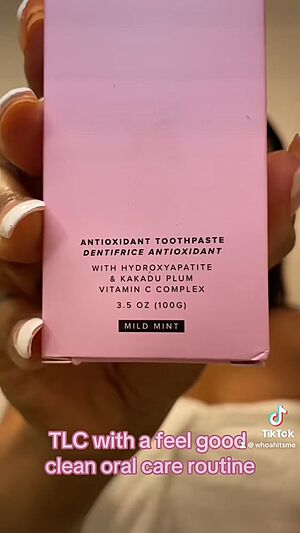 ANTIOXIDANT TOOTHPASTE
DENTIFRICE ANTIOXIDANT
WITH HYDROXYAPATITE
& KAKADU PLUM
VITAMIN C COMPLEX
3.5 OZ (100G)
MILD MINT
TikTok
@ whoahitsme
TLC with a feel good
clean oral care routine